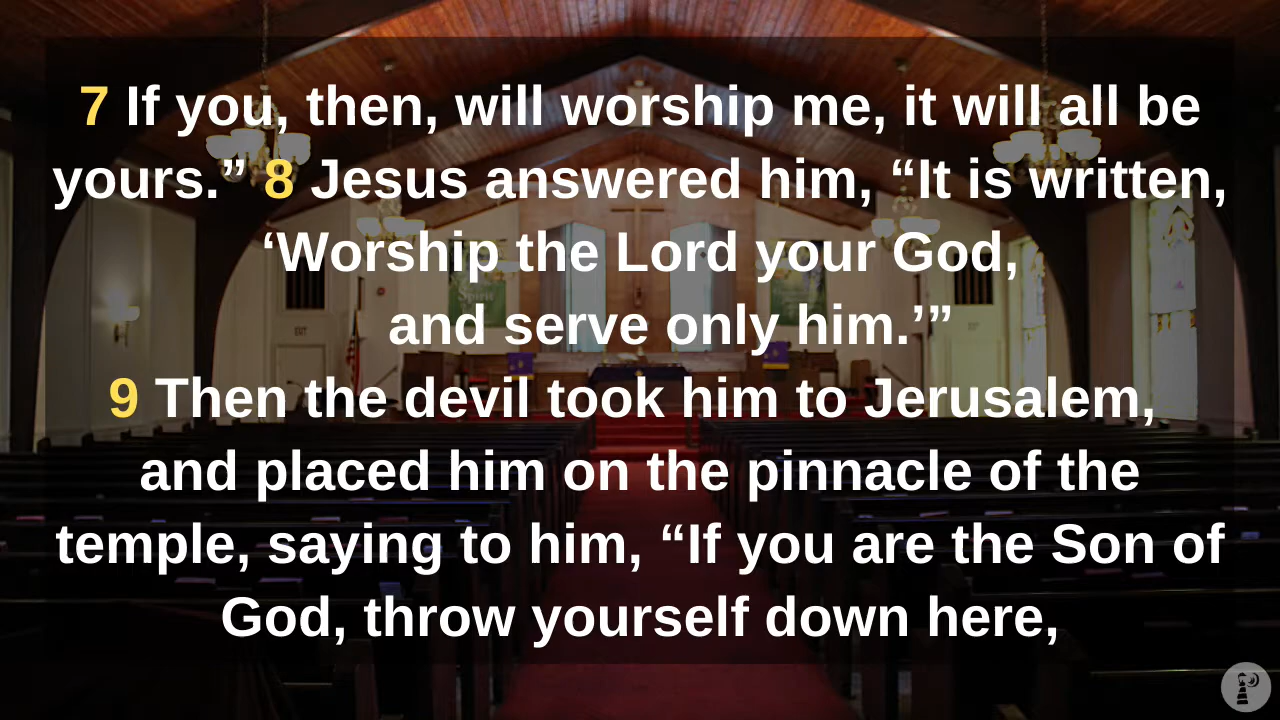 7 If you, then, will worship me, it will all be
yours.” 8 Jesus answered him, “It is written,
‘Worship the Lord your God,
and serve only him.’”
9 Then the devil took him to Jerusalem,
and placed him on the pinnacle of the
temple, saying to him, “If you are the Son of
God, throw yourself down here,